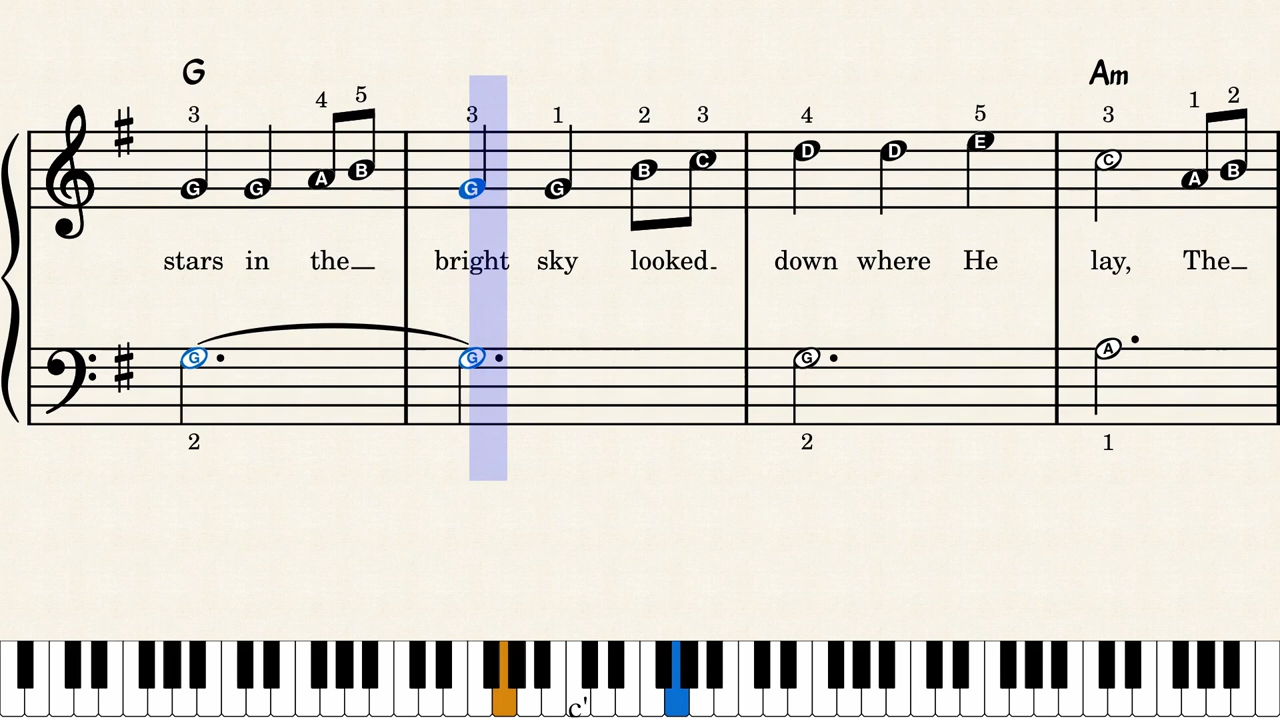 G Am
3 4 5 3 1 2 3 4 5 3 1 2
G G A B G G B C D D E C A B
stars in the bright sky looked down where He lay, The
G G G A
2 2 1
c'